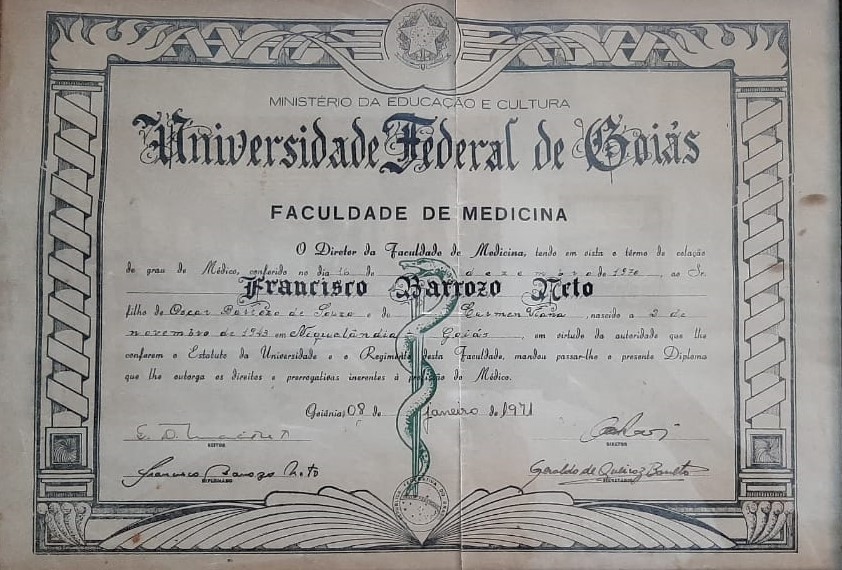 MINISTÉRIO DA EDUCAÇÃO E CULTURA
Universidade Federal de Goiás
FACULDADE DE MEDICINA
O Diretor da Faculdade de Medicina, tendo em vista o têrmo de colação
de grau de Médico, conferido no dia de dezembro de 1970, ao Sr.
Francisco Barrozo Neto
filho de Oscar Barrozo de Souza e de Carmen Viana, nascido a 2 de
novembro de 1943 em Niquelândia - Goiás, em virtude da autoridade que lhe
conferem o Estatuto da Universidade e o Regimento desta Faculdade, mandou passar-lhe o presente Diploma
que lhe outorga os direitos e prerrogativas inerentes à profissão de Médico.
Goiânia, 08 de janeiro de 1971
REITOR
DIRETOR
Francisco Barrozo Neto
Geraldo de Queiroz Barreto
DIPLOMADO
SECRETÁRIO